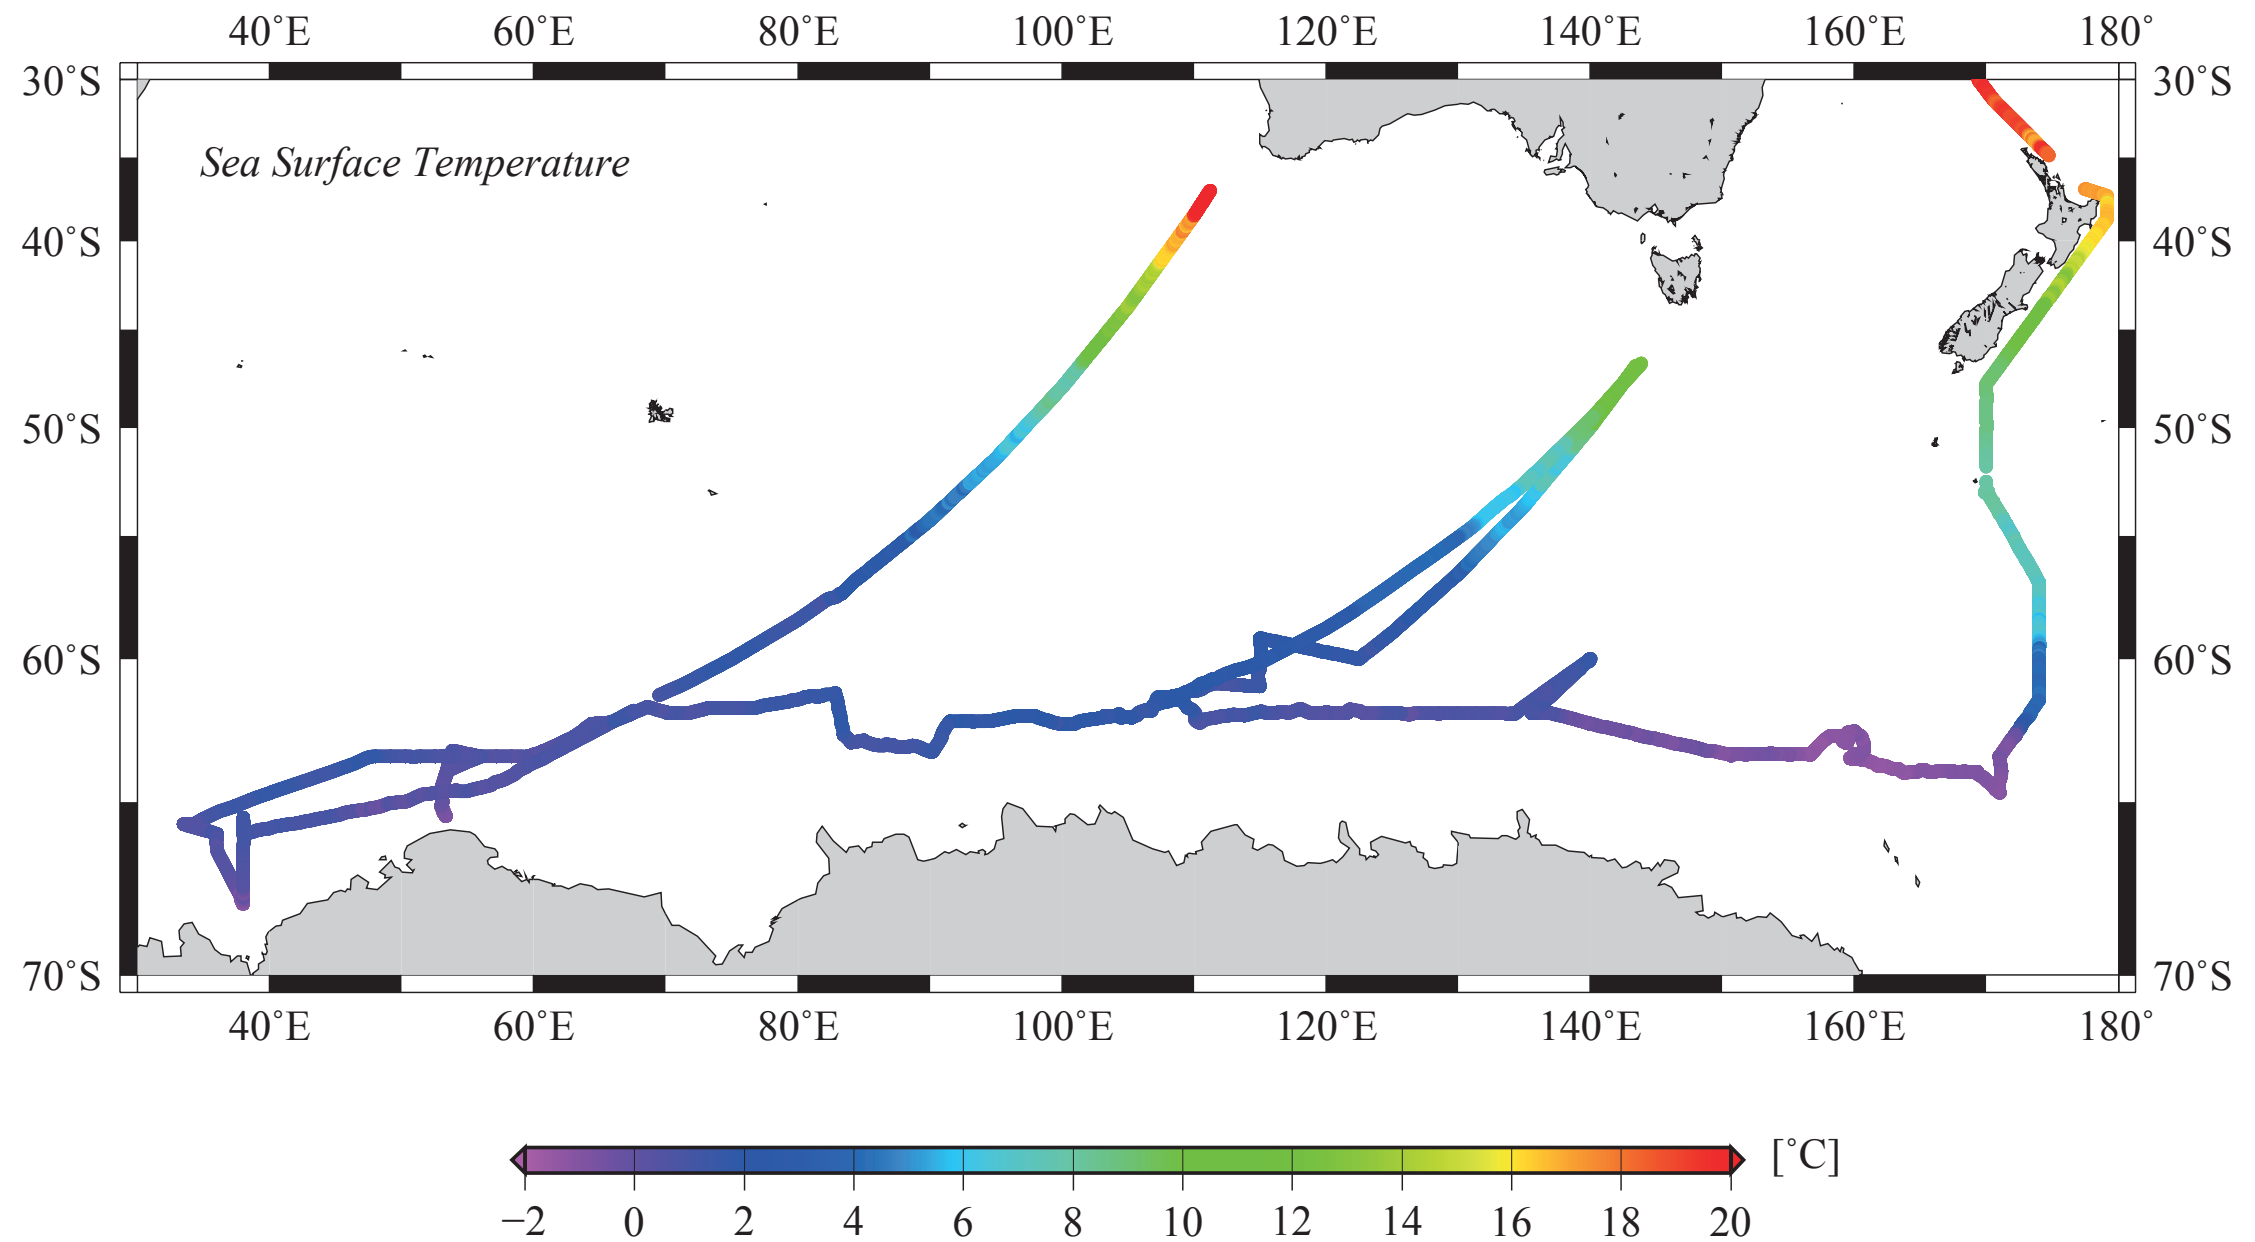 40˚E 60˚E 80˚E 100˚E 120˚E 140˚E 160˚E 180˚
30˚S 30˚S
Sea Surface Temperature
40˚S 40˚S
50˚S 50˚S
60˚S 60˚S
70˚S 70˚S
40˚E 60˚E 80˚E 100˚E 120˚E 140˚E 160˚E 180˚
[˚C]
−2 0 2 4 6 8 10 12 14 16 18 20